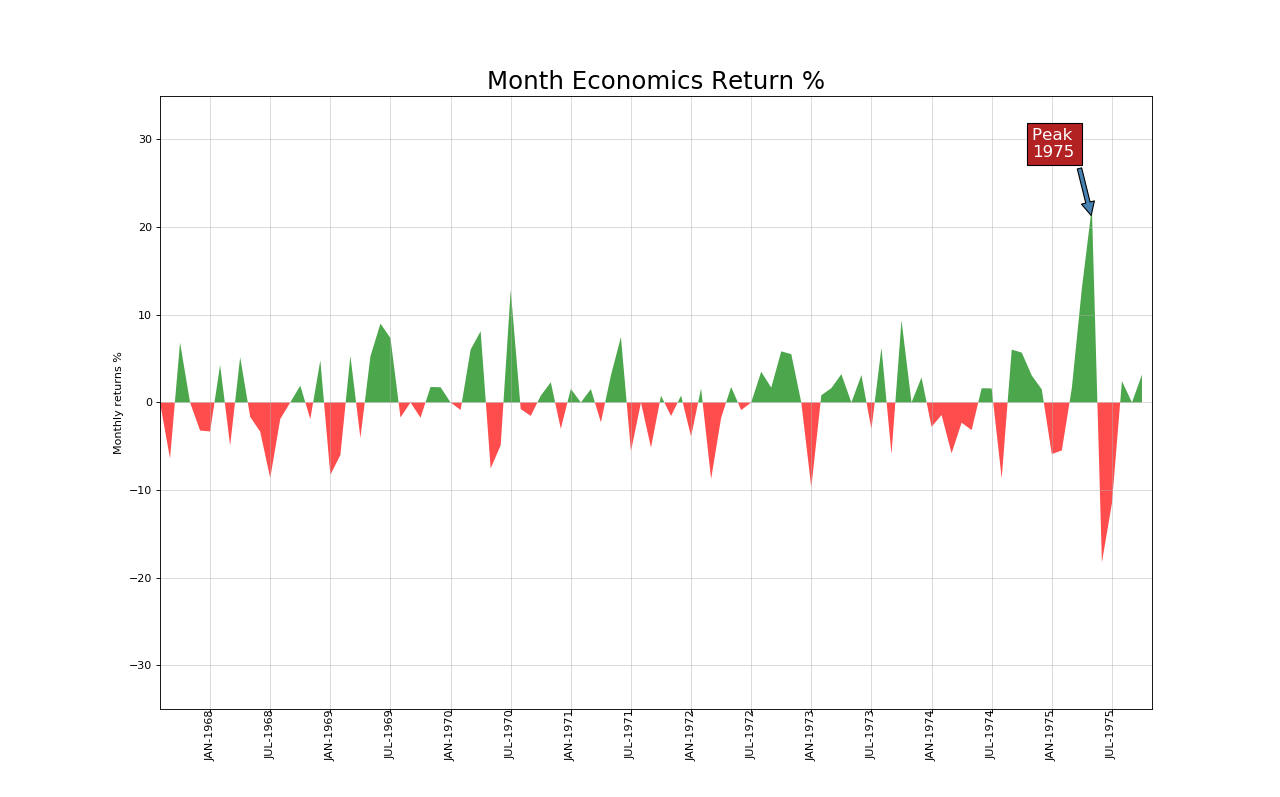 Month Economics Return %
Peak
1975
Monthly returns %
30
20
10
0
−10
−20
−30
JAN-1968
JUL-1968
JAN-1969
JUL-1969
JAN-1970
JUL-1970
JAN-1971
JUL-1971
JAN-1972
JUL-1972
JAN-1973
JUL-1973
JAN-1974
JUL-1974
JAN-1975
JUL-1975